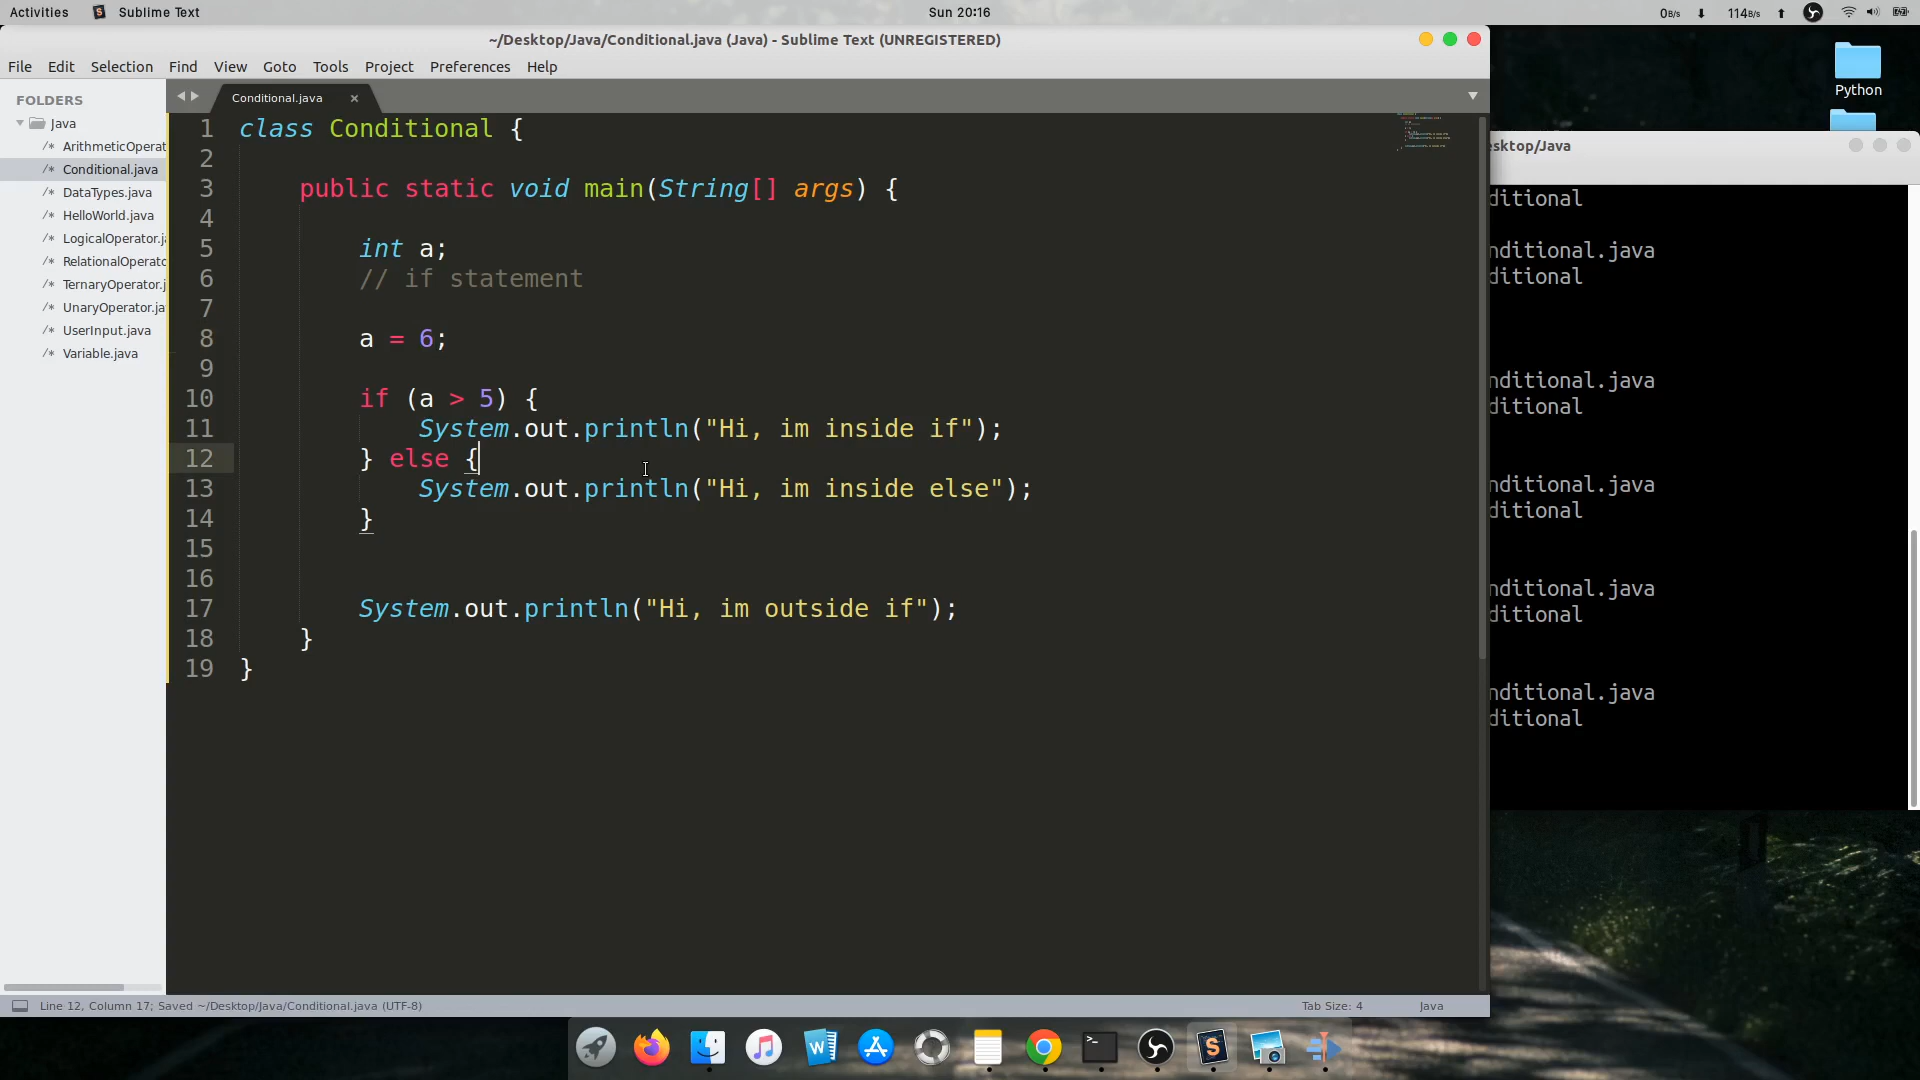 Activities Sublime Text Sun 20:16 0B/s 114B/s
~/Desktop/Java/Conditional.java (Java) - Sublime Text (UNREGISTERED)
File Edit Selection Find View Goto Tools Project Preferences Help
Python
FOLDERS
Java
/* ArithmeticOperat
/* Conditional.java
/* DataTypes.java
/* HelloWorld.java
/* LogicalOperator.ja
/* RelationalOperato
/* TernaryOperator.j
/* UnaryOperator.jav
/* UserInput.java
/* Variable.java
Conditional.java
1 class Conditional {
2
3 public static void main(String[] args) {
4
5 int a;
6 // if statement
7
8 a = 6;
9
10 if (a > 5) {
11 System.out.println("Hi, im inside if");
12 } else {
13 System.out.println("Hi, im inside else");
14 }
15
16
17 System.out.println("Hi, im outside if");
18 }
19 }
esktop/Java
ditional
nditional.java
ditional
nditional.java
ditional
nditional.java
ditional
nditional.java
ditional
nditional.java
ditional
Line 12, Column 17; Saved ~/Desktop/Java/Conditional.java (UTF-8) Tab Size: 4 Java